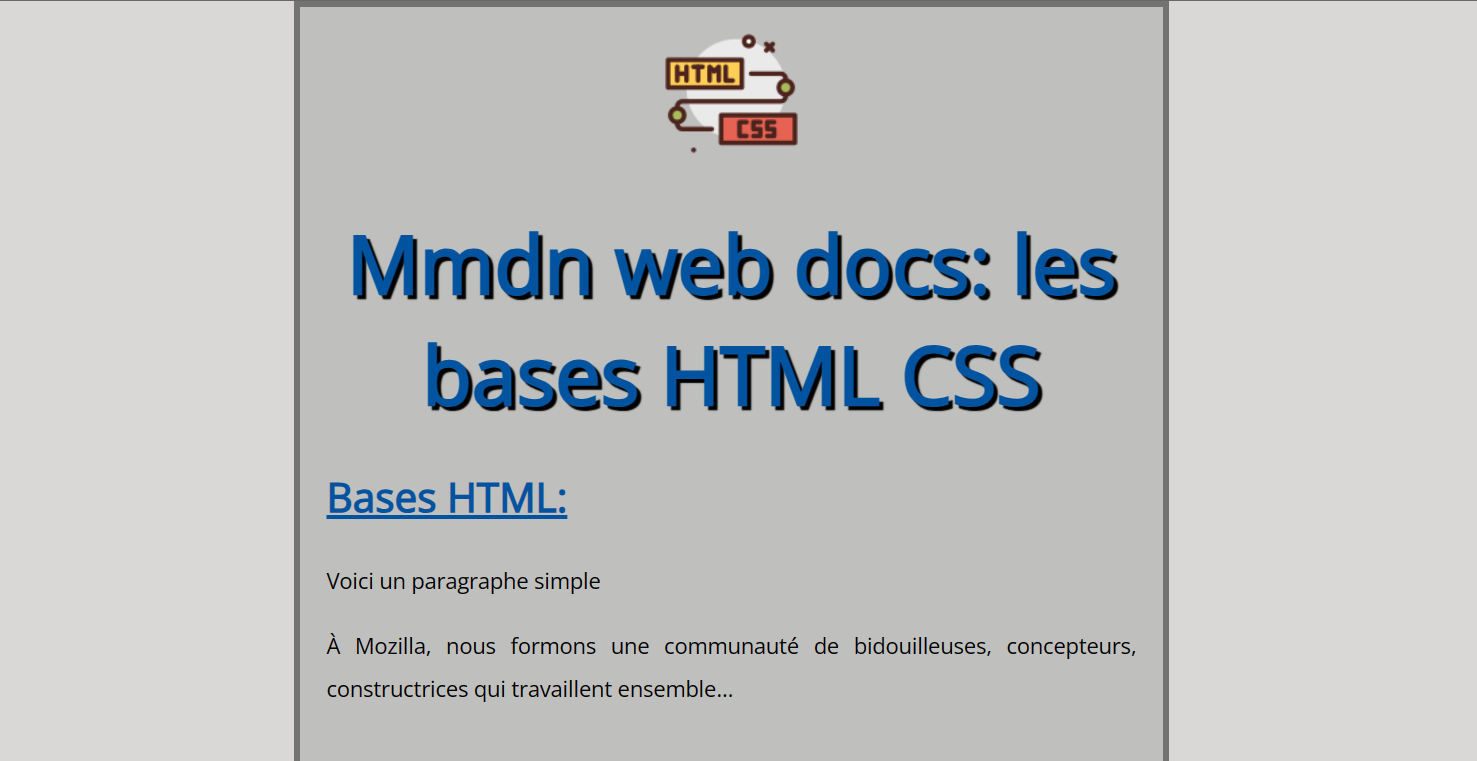 HTML
CSS
Mmdn web docs: les
bases HTML CSS
Bases HTML:
Voici un paragraphe simple
À Mozilla, nous formons une communauté de bidouilleuses, concepteurs,
constructrices qui travaillent ensemble...